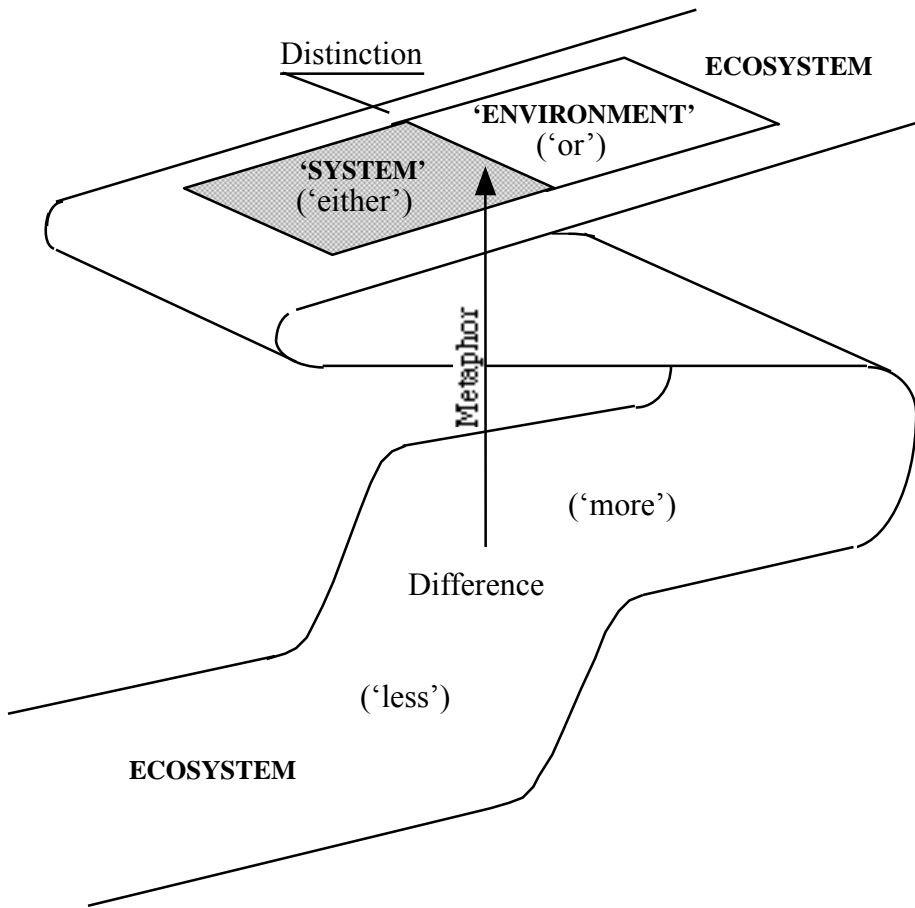 Distinction
ECOSYSTEM
‘ENVIRONMENT’
(‘or’)
‘SYSTEM’
(‘either’)
Metaphor
(‘more’)
Difference
(‘less’)
ECOSYSTEM